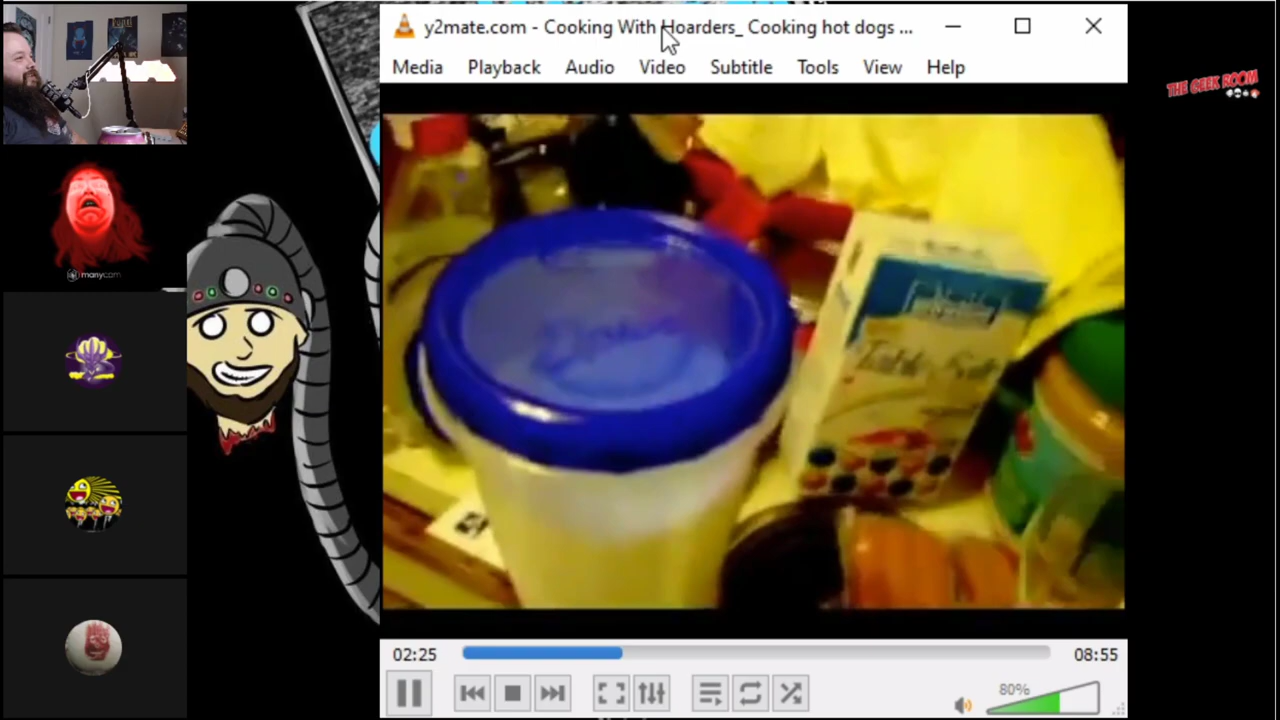 y2mate.com - Cooking With Hoarders_ Cooking hot dogs ...
Media Playback Audio Video Subtitle Tools View Help
THE GEEK ROOM
manycam
Table Salt
02:25
08:55
80%